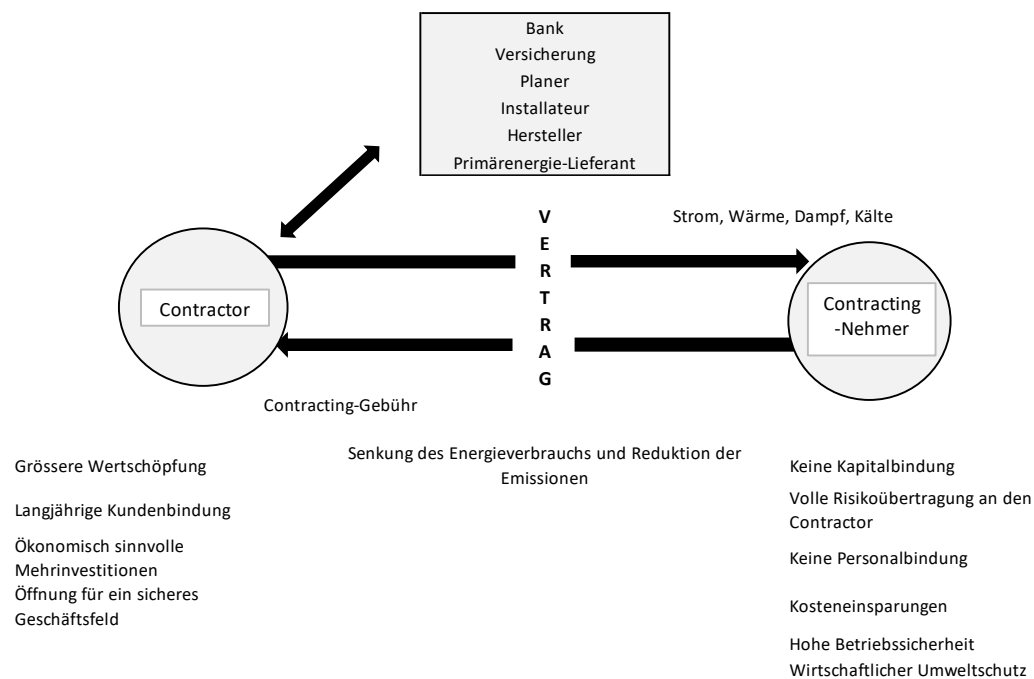 Bank
Versicherung
Planer
Installateur
Hersteller
Primärenergie-Lieferant
V
E
R
T
R
A
G
Strom, Wärme, Dampf, Kälte
Contractor
Contracting
-Nehmer
Contracting-Gebühr
Senkung des Energieverbrauchs und Reduktion der
Emissionen
Grössere Wertschöpfung
Langjährige Kundenbindung
Ökonomisch sinnvolle
Mehrinvestitionen
Öffnung für ein sicheres
Geschäftsfeld
Keine Kapitalbindung
Volle Risikoübertragung an den
Contractor
Keine Personalbindung
Kosteneinsparungen
Hohe Betriebssicherheit
Wirtschaftlicher Umweltschutz